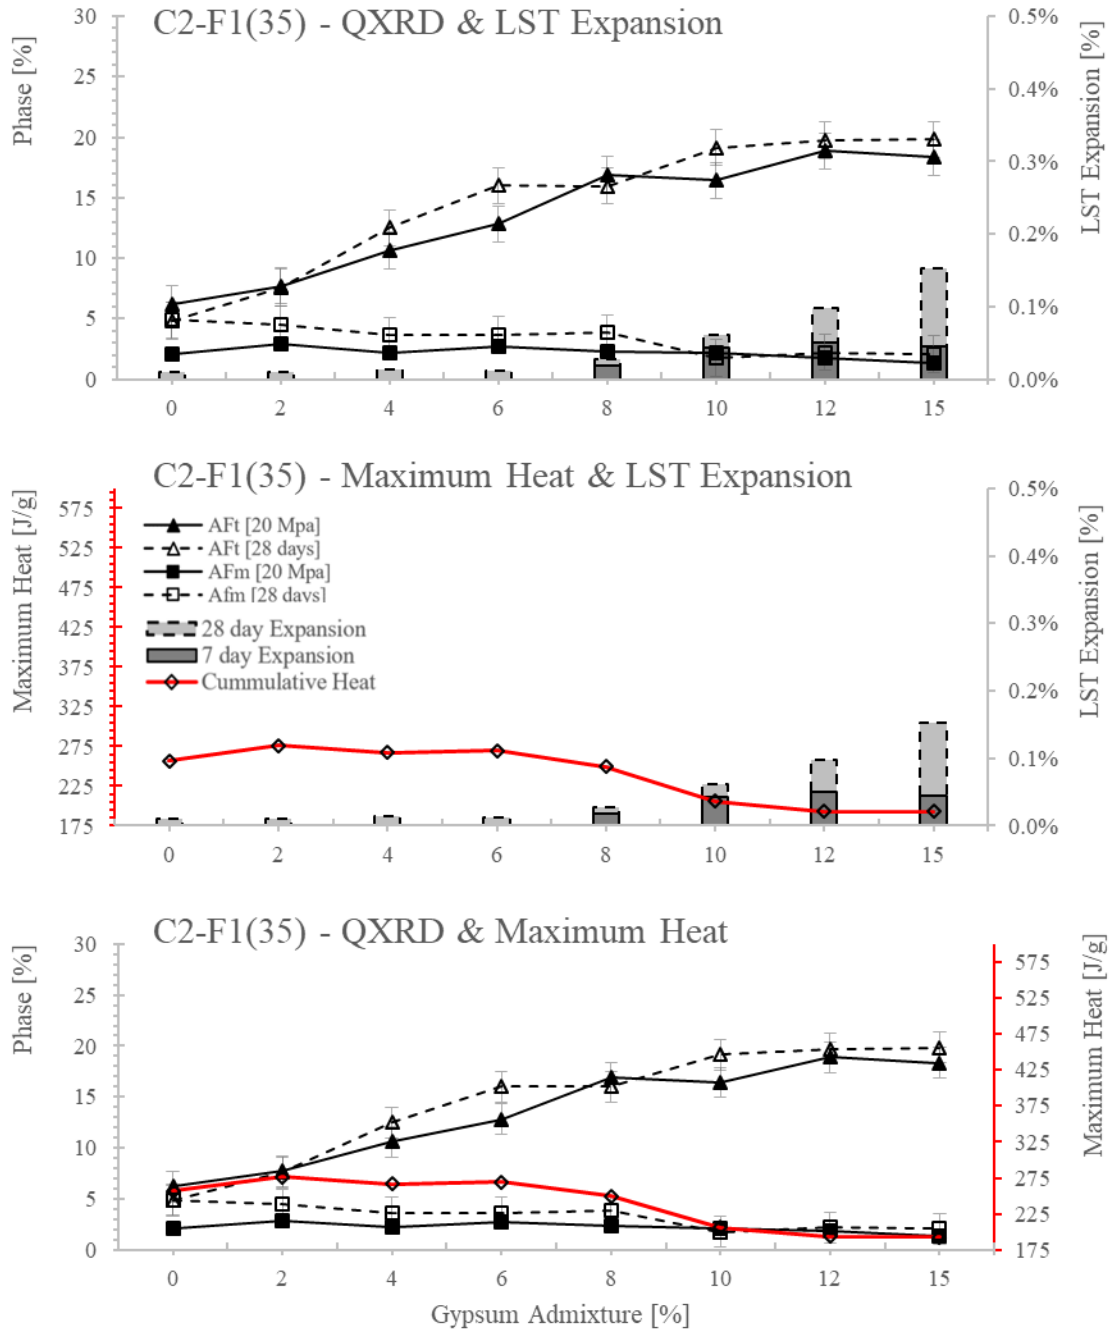 C2-F1(35) - QXRD & LST Expansion
Phase [%]
30
25
20
15
10
5
0
0.5%
0.4%
0.3%
0.2%
0.1%
0.0%
LST Expansion [%]
0 2 4 6 8 10 12 15
C2-F1(35) - Maximum Heat & LST Expansion
Maximum Heat [J/g]
575
525
475
425
375
325
275
225
175
AFt [20 Mpa]
AFt [28 days]
AFm [20 Mpa]
Afm [28 days]
28 day Expansion
7 day Expansion
Cummulative Heat
0.5%
0.4%
0.3%
0.2%
0.1%
0.0%
LST Expansion [%]
0 2 4 6 8 10 12 15
C2-F1(35) - QXRD & Maximum Heat
Phase [%]
30
25
20
15
10
5
0
575
525
475
425
375
325
275
225
175
Maximum Heat [J/g]
0 2 4 6 8 10 12 15
Gypsum Admixture [%]